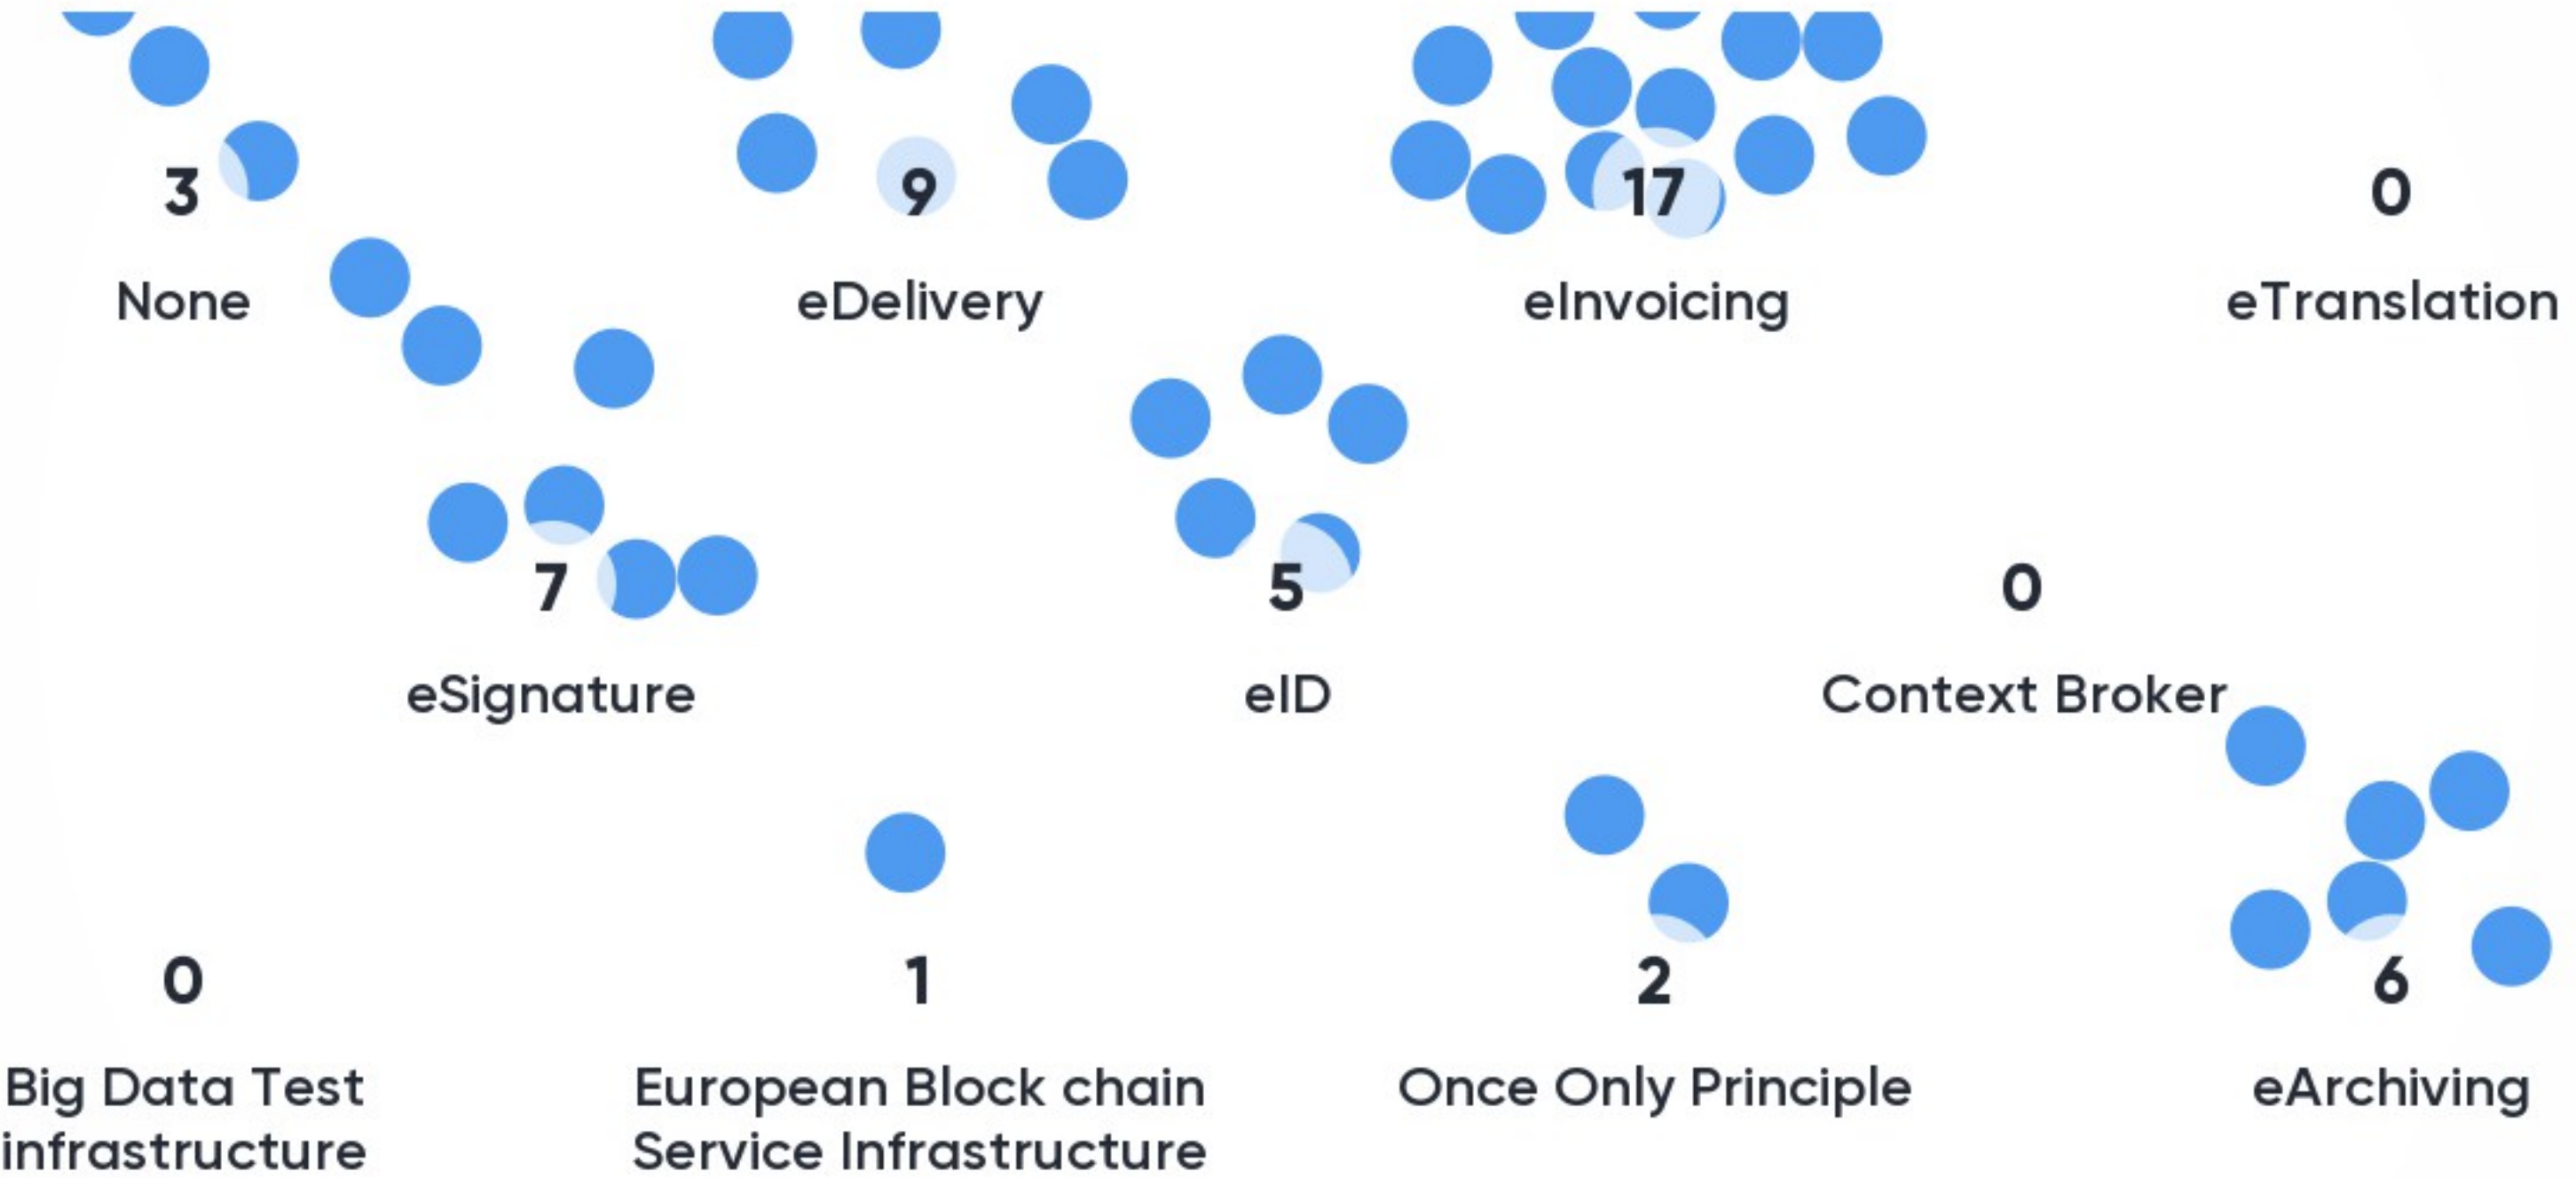 3
9
17
0
None
eDelivery
eInvoicing
eTranslation
7
5
0
eSignature
eID
Context Broker
0
1
2
6
Big Data Test
infrastructure
European Block chain
Service Infrastructure
Once Only Principle
eArchiving